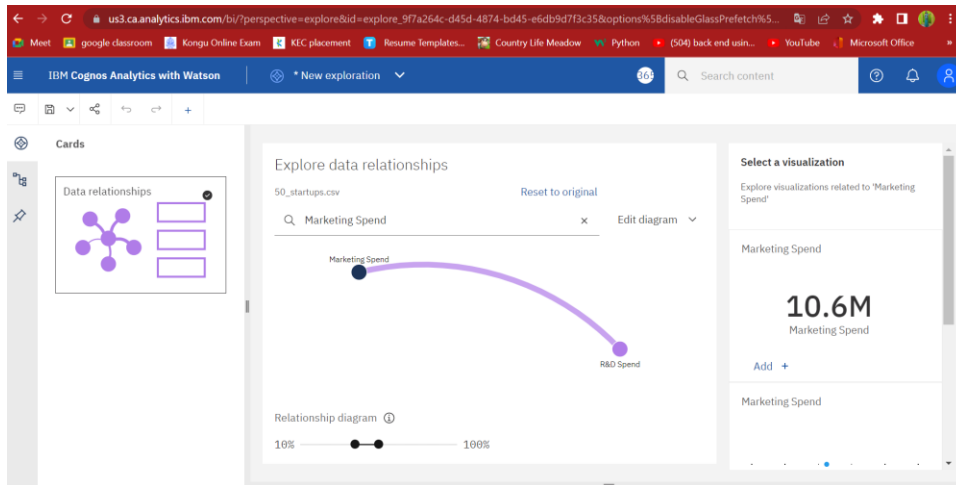 us3.ca.analytics.ibm.com/bi/?perspective=explore&id=explore_9f7a264c-d45d-4874-bd45-e6db9d7f3c35&options%5BdisableGlassPrefetch%5...
Meet google classroom Kongu Online Exam KEC placement Resume Templates... Country Life Meadow Python (504) back end usin... YouTube Microsoft Office »
IBM Cognos Analytics with Watson * New exploration 365 Search content
Cards
Data relationships
Explore data relationships
50_startups.csv Reset to original
Marketing Spend × Edit diagram
Marketing Spend
R&D Spend
Relationship diagram
10% 100%
Select a visualization
Explore visualizations related to 'Marketing
Spend'
Marketing Spend
10.6M
Marketing Spend
Add +
Marketing Spend